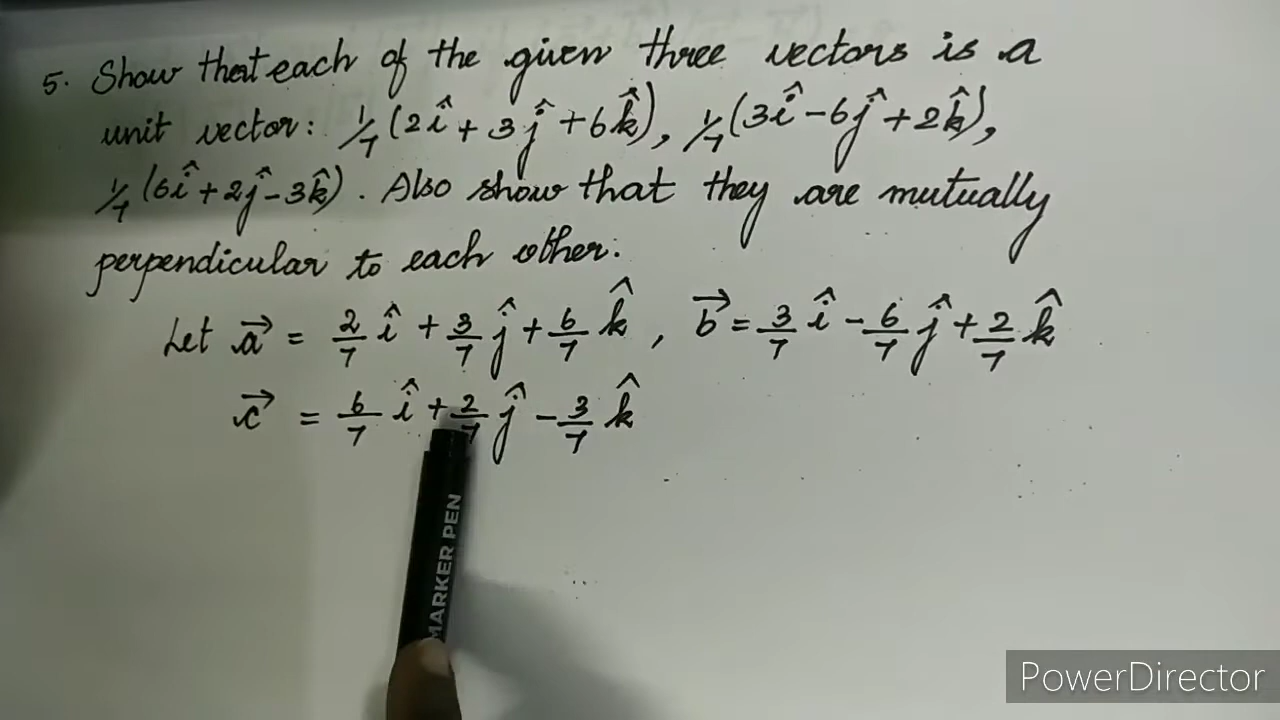 5. Show that each of the given three vectors is a
unit vector: 1/7 (2î + 3ĵ + 6k̂), 1/7 (3î - 6ĵ + 2k̂),
1/7 (6î + 2ĵ - 3k̂). Also show that they are mutually
perpendicular to each other.
Let a⃗ = 2/7 î + 3/7 ĵ + 6/7 k̂, b⃗ = 3/7 î - 6/7 ĵ + 2/7 k̂
c⃗ = 6/7 î + 2/7 ĵ - 3/7 k̂
MARKER PEN
PowerDirector